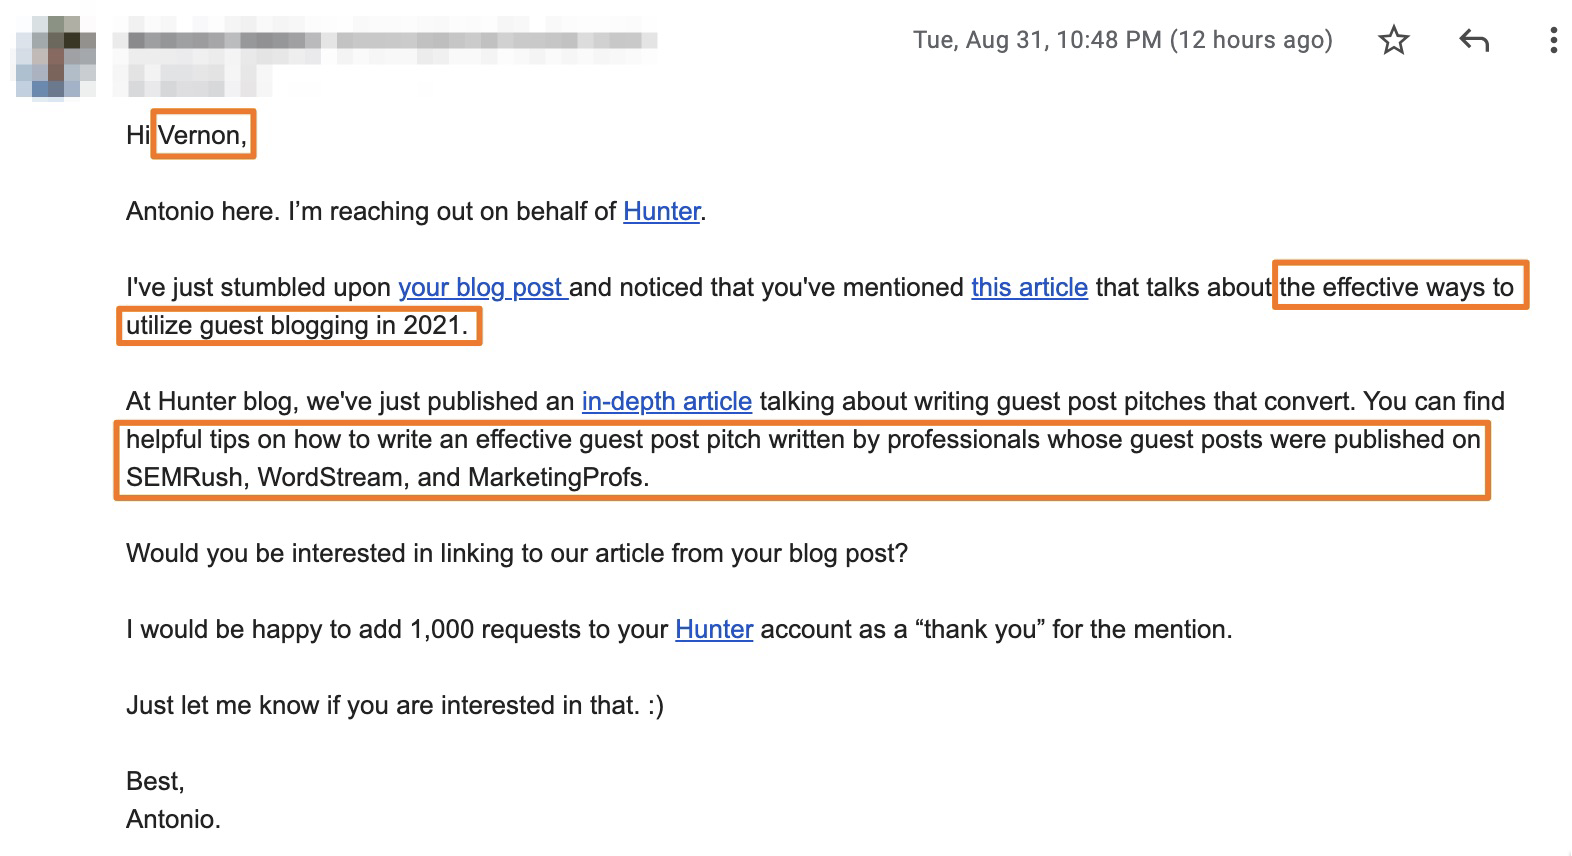 Tue, Aug 31, 10:48 PM (12 hours ago)
Hi Vernon,
Antonio here. I’m reaching out on behalf of Hunter.
I've just stumbled upon your blog post and noticed that you've mentioned this article that talks about the effective ways to
utilize guest blogging in 2021.
At Hunter blog, we've just published an in-depth article talking about writing guest post pitches that convert. You can find
helpful tips on how to write an effective guest post pitch written by professionals whose guest posts were published on
SEMRush, WordStream, and MarketingProfs.
Would you be interested in linking to our article from your blog post?
I would be happy to add 1,000 requests to your Hunter account as a “thank you” for the mention.
Just let me know if you are interested in that. :)
Best,
Antonio.